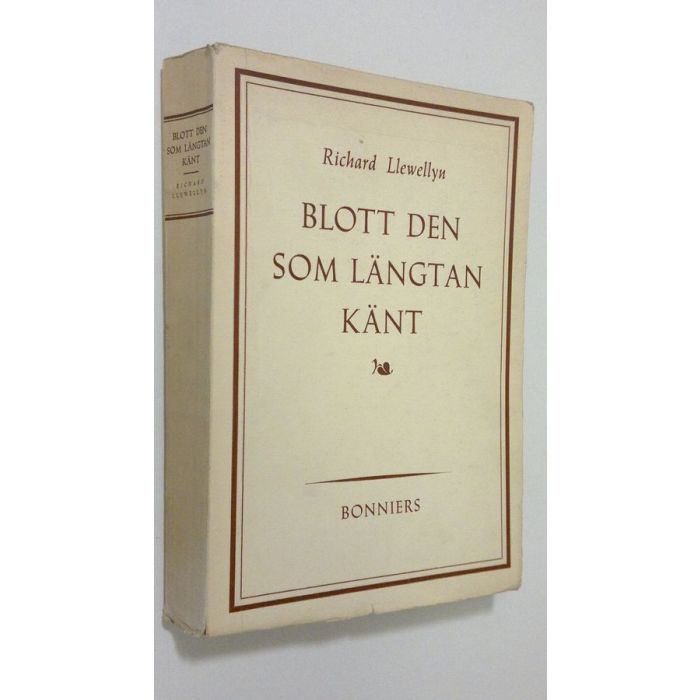 BLOTT DEN
SOM LÄNGTAN
KÄNT
RICHARD
LLEWELLYN
Richard Llewellyn
BLOTT DEN
SOM LÄNGTAN
KÄNT
BONNIERS